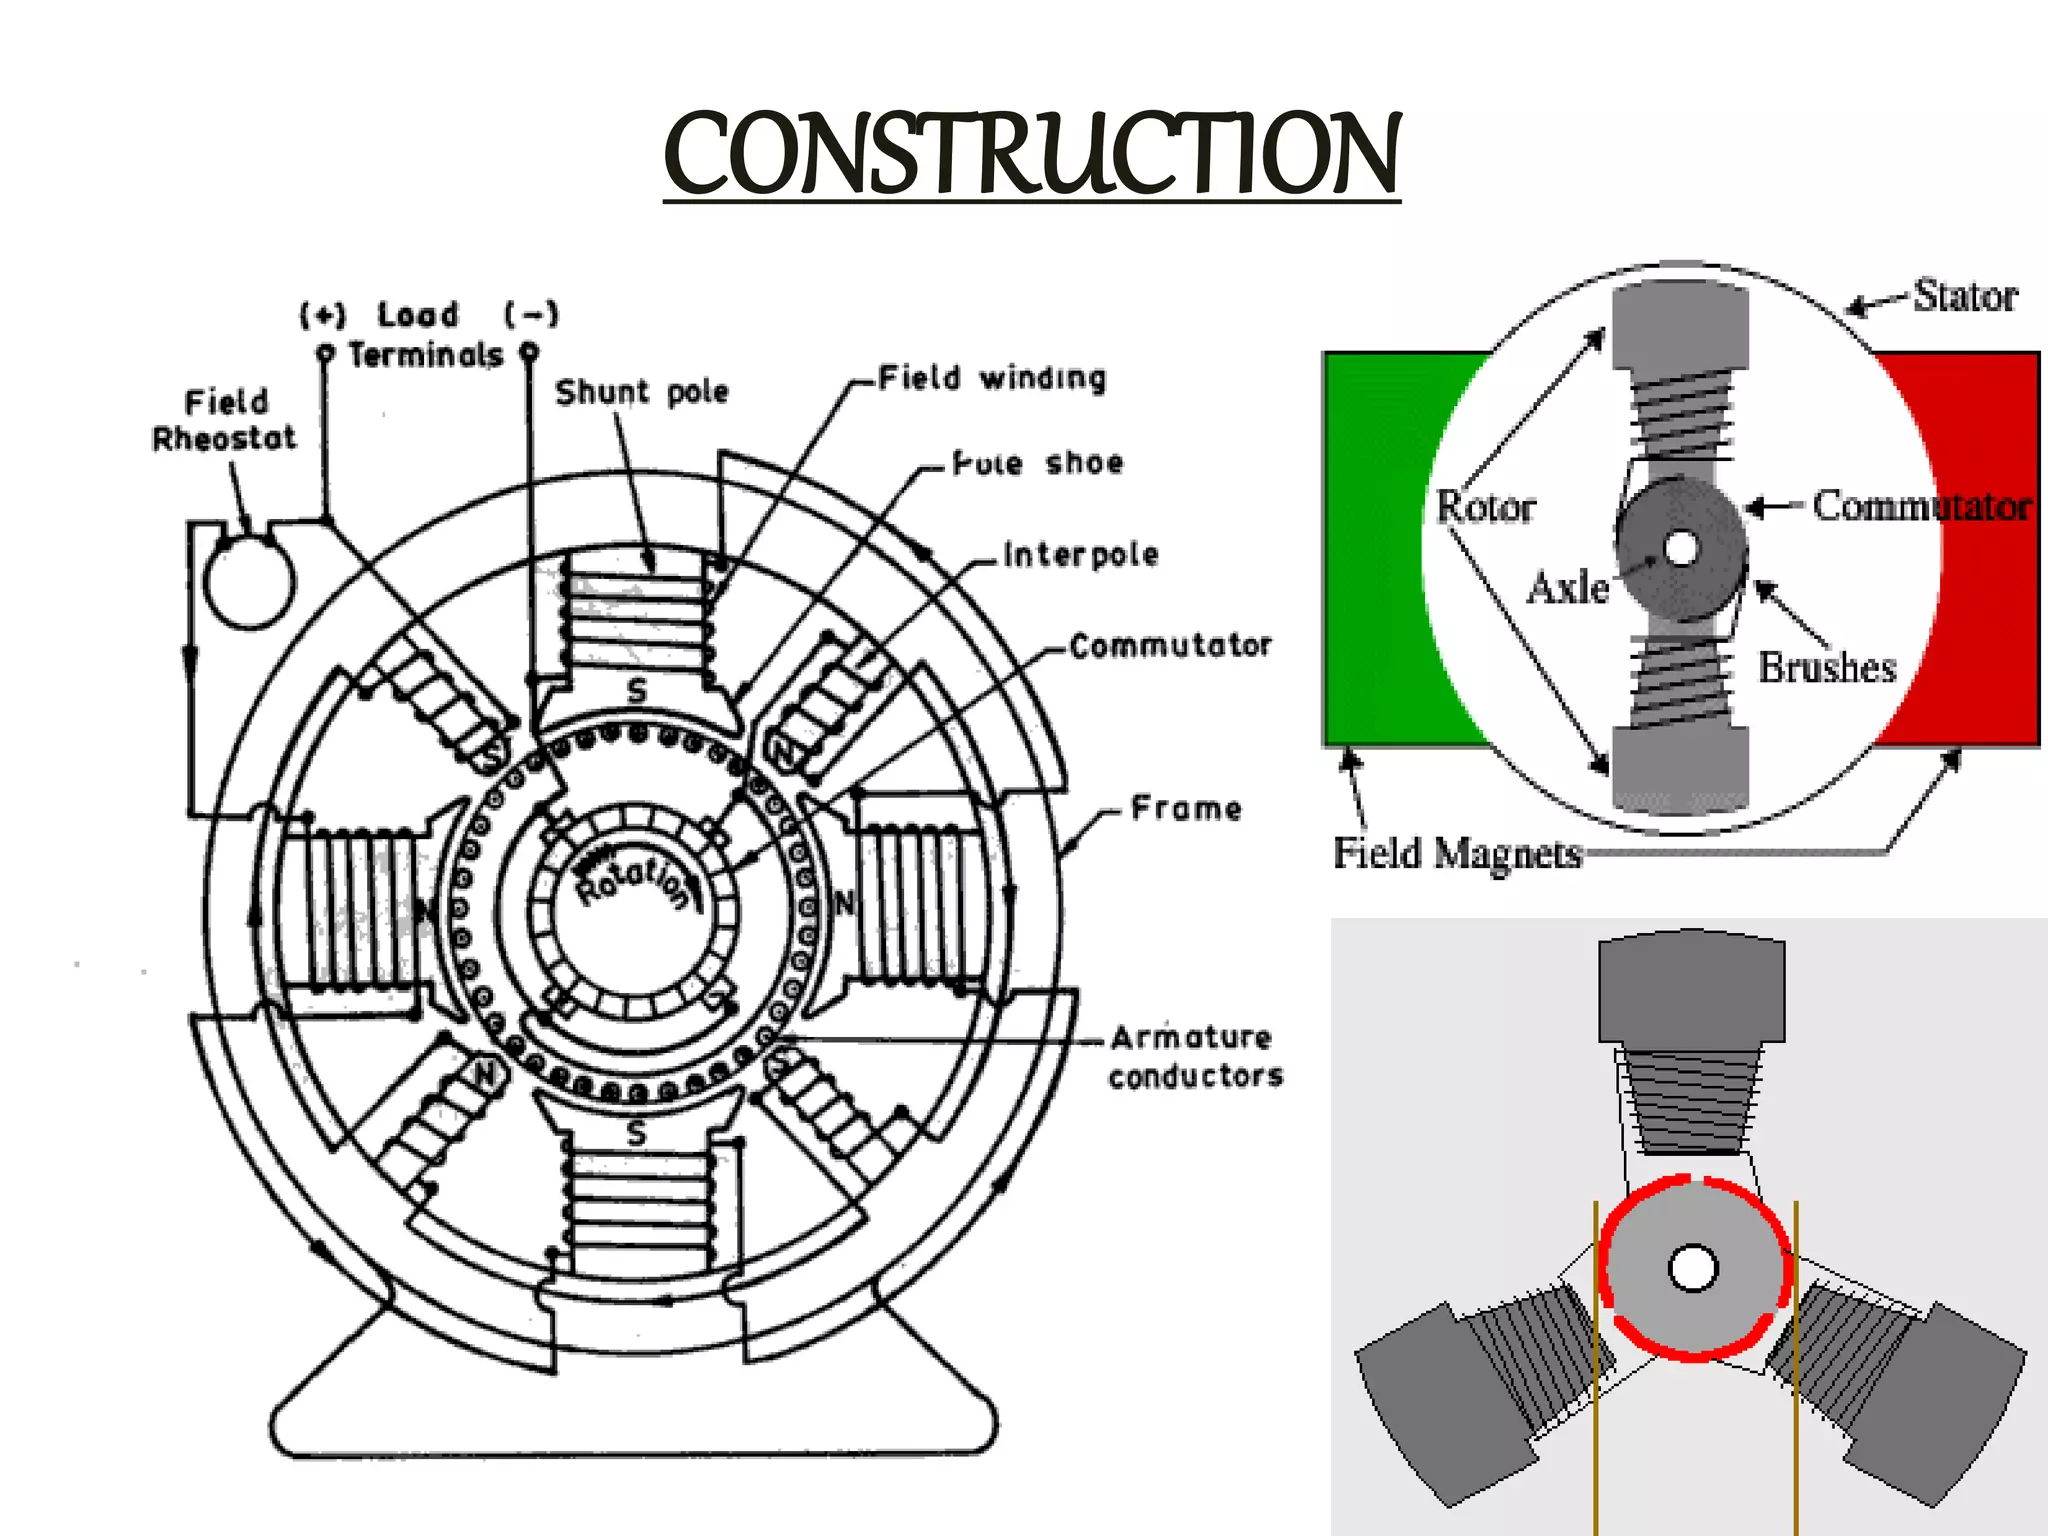 CONSTRUCTION
(+) Load (-)
Terminals
Field
Rheostat
Shunt pole
Field winding
Pole shoe
Interpole
Commutator
Frame
Armature
conductors
Rotation
S
S
N
N
N
N
S
S
Stator
Rotor
Commutator
Axle
Brushes
Field Magnets